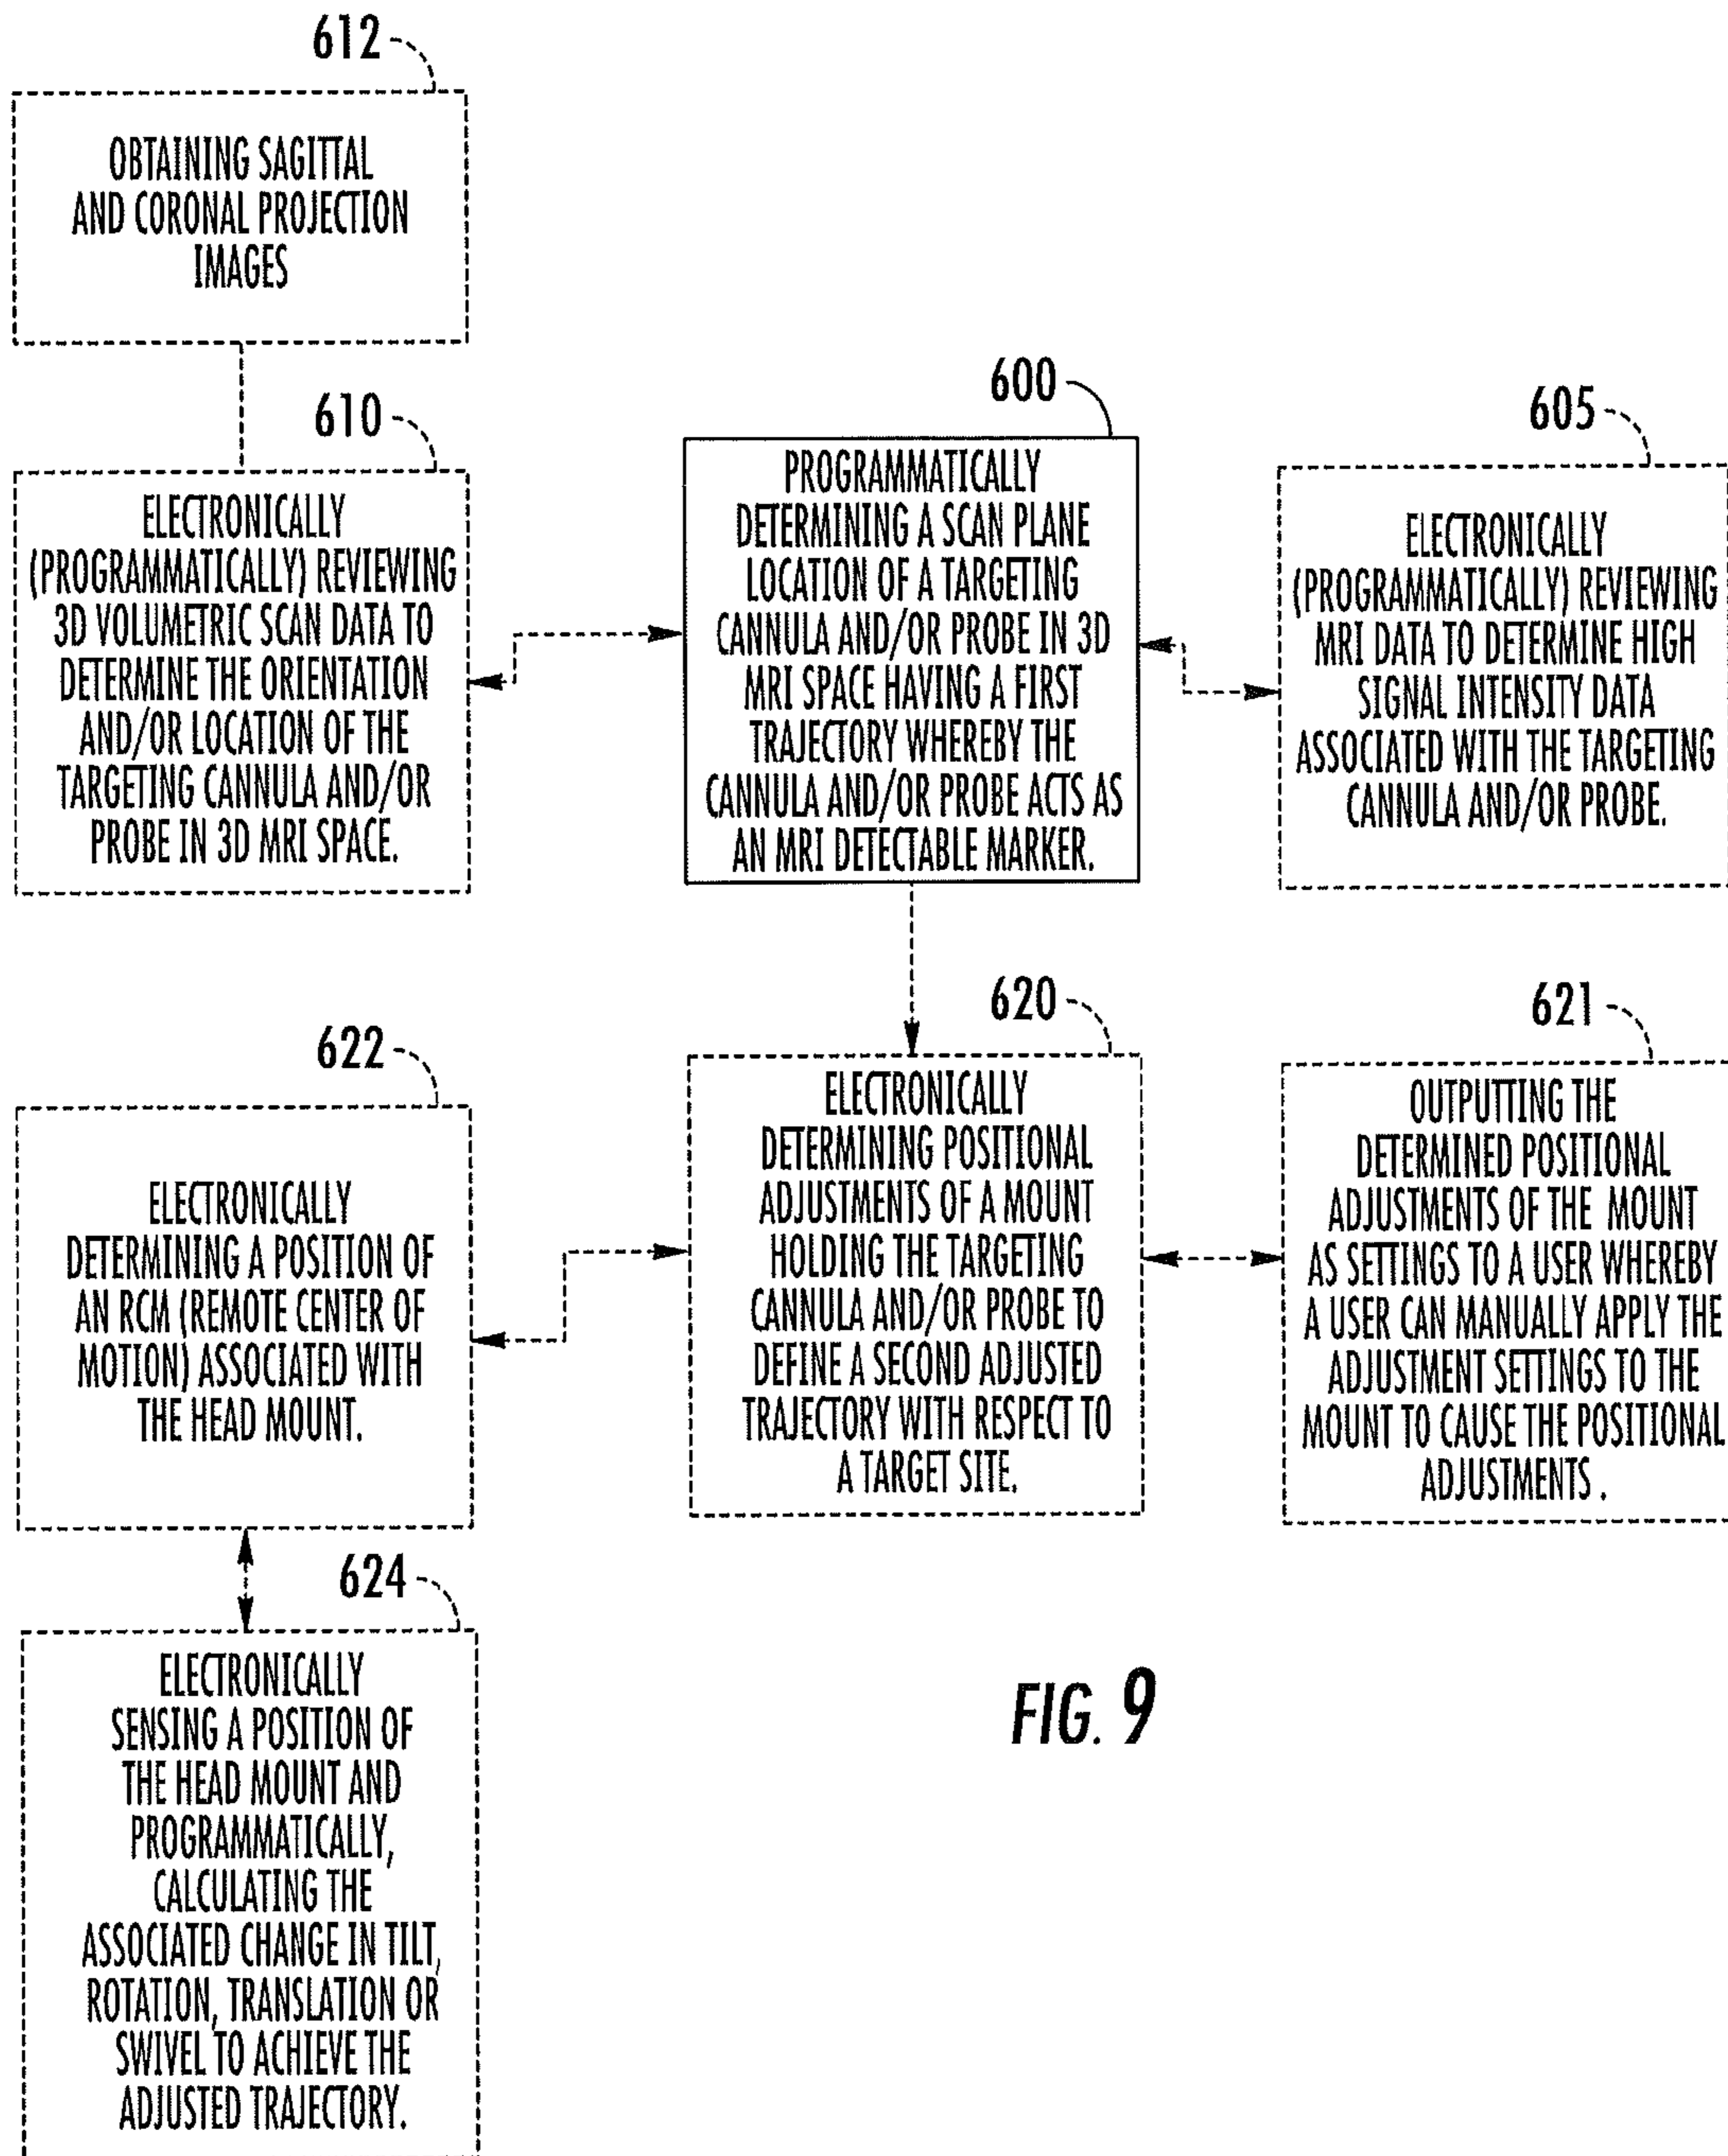 612
OBTAINING SAGITTAL
AND CORONAL PROJECTION
IMAGES
610
ELECTRONICALLY
(PROGRAMMATICALLY) REVIEWING
3D VOLUMETRIC SCAN DATA TO
DETERMINE THE ORIENTATION
AND/OR LOCATION OF THE
TARGETING CANNULA AND/OR
PROBE IN 3D MRI SPACE.
600
PROGRAMMATICALLY
DETERMINING A SCAN PLANE
LOCATION OF A TARGETING
CANNULA AND/OR PROBE IN 3D
MRI SPACE HAVING A FIRST
TRAJECTORY WHEREBY THE
CANNULA AND/OR PROBE ACTS AS
AN MRI DETECTABLE MARKER.
605
ELECTRONICALLY
(PROGRAMMATICALLY) REVIEWING
MRI DATA TO DETERMINE HIGH
SIGNAL INTENSITY DATA
ASSOCIATED WITH THE TARGETING
CANNULA AND/OR PROBE.
622
ELECTRONICALLY
DETERMINING A POSITION OF
AN RCM (REMOTE CENTER OF
MOTION) ASSOCIATED WITH
THE HEAD MOUNT.
620
ELECTRONICALLY
DETERMINING POSITIONAL
ADJUSTMENTS OF A MOUNT
HOLDING THE TARGETING
CANNULA AND/OR PROBE TO
DEFINE A SECOND ADJUSTED
TRAJECTORY WITH RESPECT TO
A TARGET SITE.
621
OUTPUTTING THE
DETERMINED POSITIONAL
ADJUSTMENTS OF THE MOUNT
AS SETTINGS TO A USER WHEREBY
A USER CAN MANUALLY APPLY THE
ADJUSTMENT SETTINGS TO THE
MOUNT TO CAUSE THE POSITIONAL
ADJUSTMENTS .
624
ELECTRONICALLY
SENSING A POSITION OF
THE HEAD MOUNT AND
PROGRAMMATICALLY,
CALCULATING THE
ASSOCIATED CHANGE IN TILT,
ROTATION, TRANSLATION OR
SWIVEL TO ACHIEVE THE
ADJUSTED TRAJECTORY.
FIG. 9